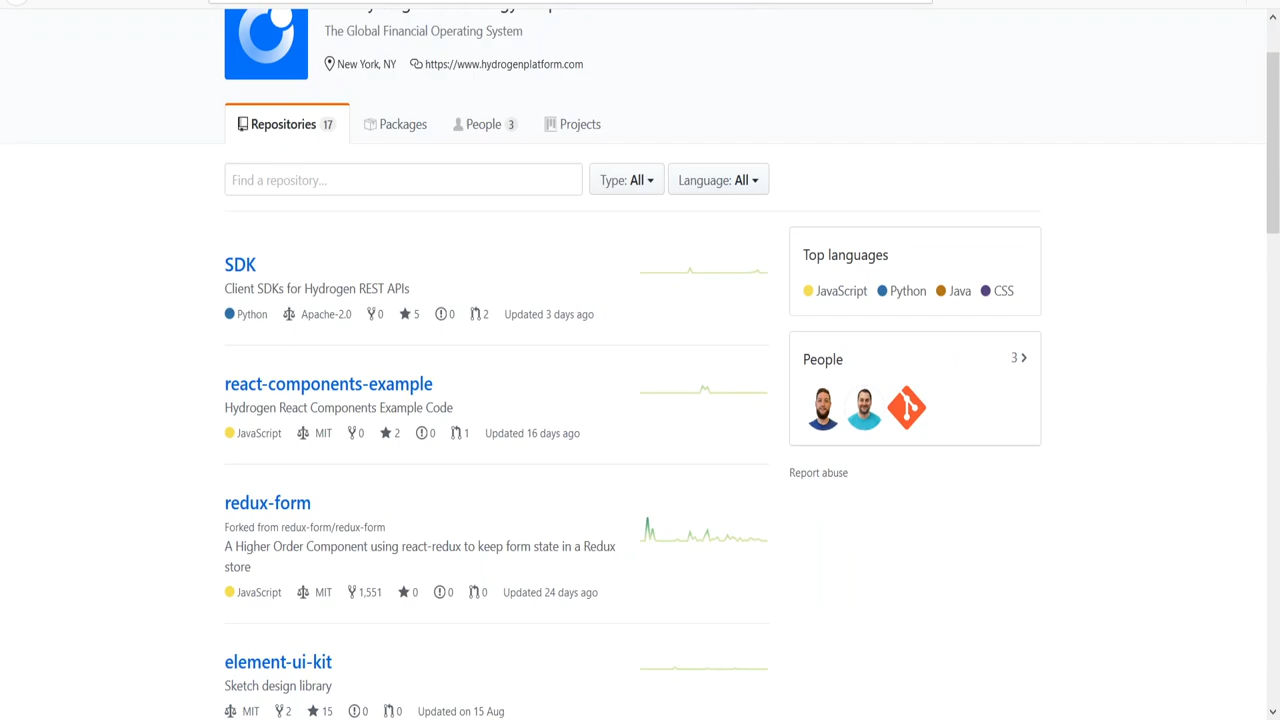 The Global Financial Operating System
New York, NY https://www.hydrogenplatform.com
Repositories 17 Packages People 3 Projects
Find a repository... Type: All Language: All
SDK
Client SDKs for Hydrogen REST APIs
Python Apache-2.0 0 5 0 2 Updated 3 days ago
react-components-example
Hydrogen React Components Example Code
JavaScript MIT 0 2 0 1 Updated 16 days ago
redux-form
Forked from redux-form/redux-form
A Higher Order Component using react-redux to keep form state in a Redux
store
JavaScript MIT 1,551 0 0 0 Updated 24 days ago
element-ui-kit
Sketch design library
MIT 2 15 0 0 Updated on 15 Aug
Top languages
JavaScript Python Java CSS
People 3
Report abuse